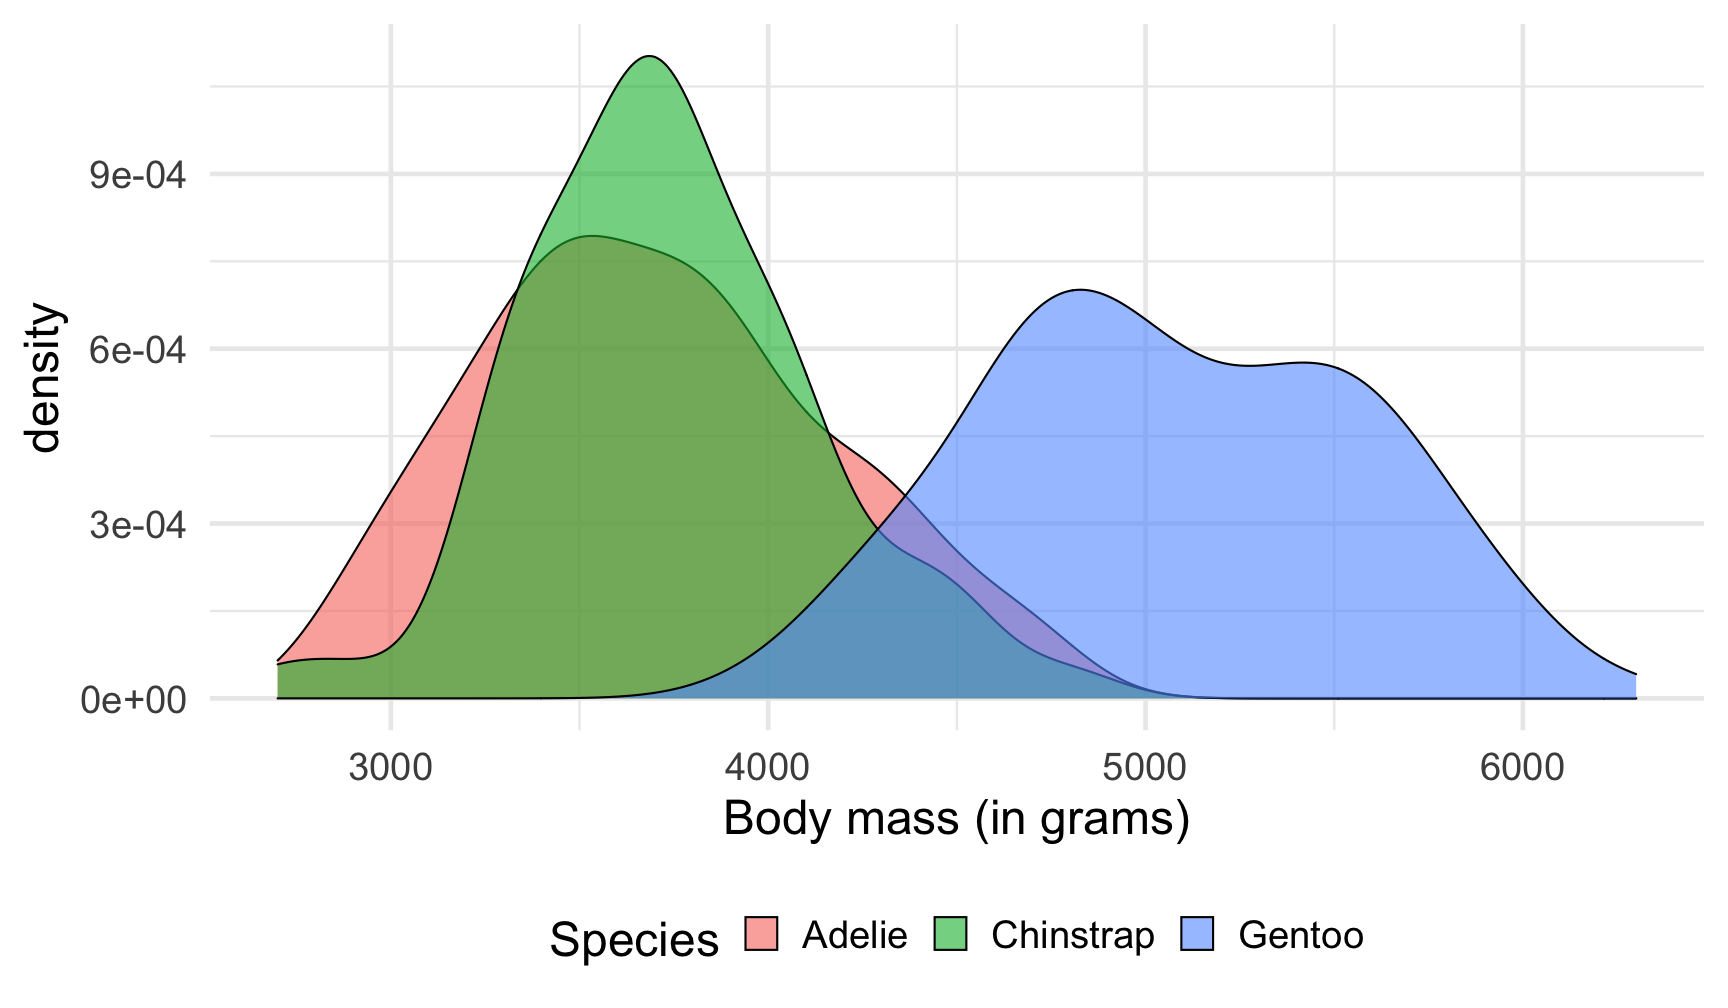 density
9e-04
6e-04
3e-04
0e+00
3000 4000 5000 6000
Body mass (in grams)
Species Adelie Chinstrap Gentoo